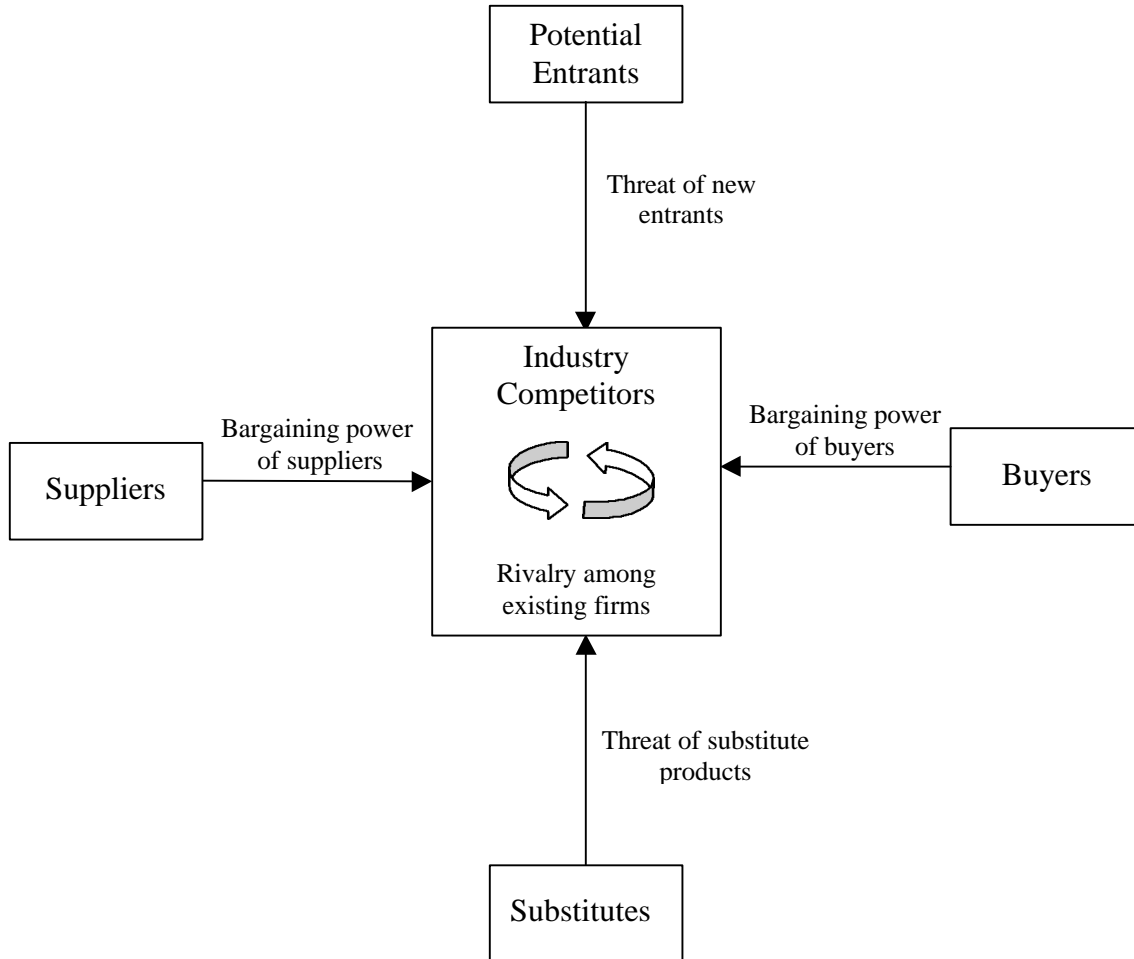 Potential
Entrants
Threat of new
entrants
Industry
Competitors
Bargaining power
of suppliers
Bargaining power
of buyers
Suppliers
Buyers
Rivalry among
existing firms
Threat of substitute
products
Substitutes